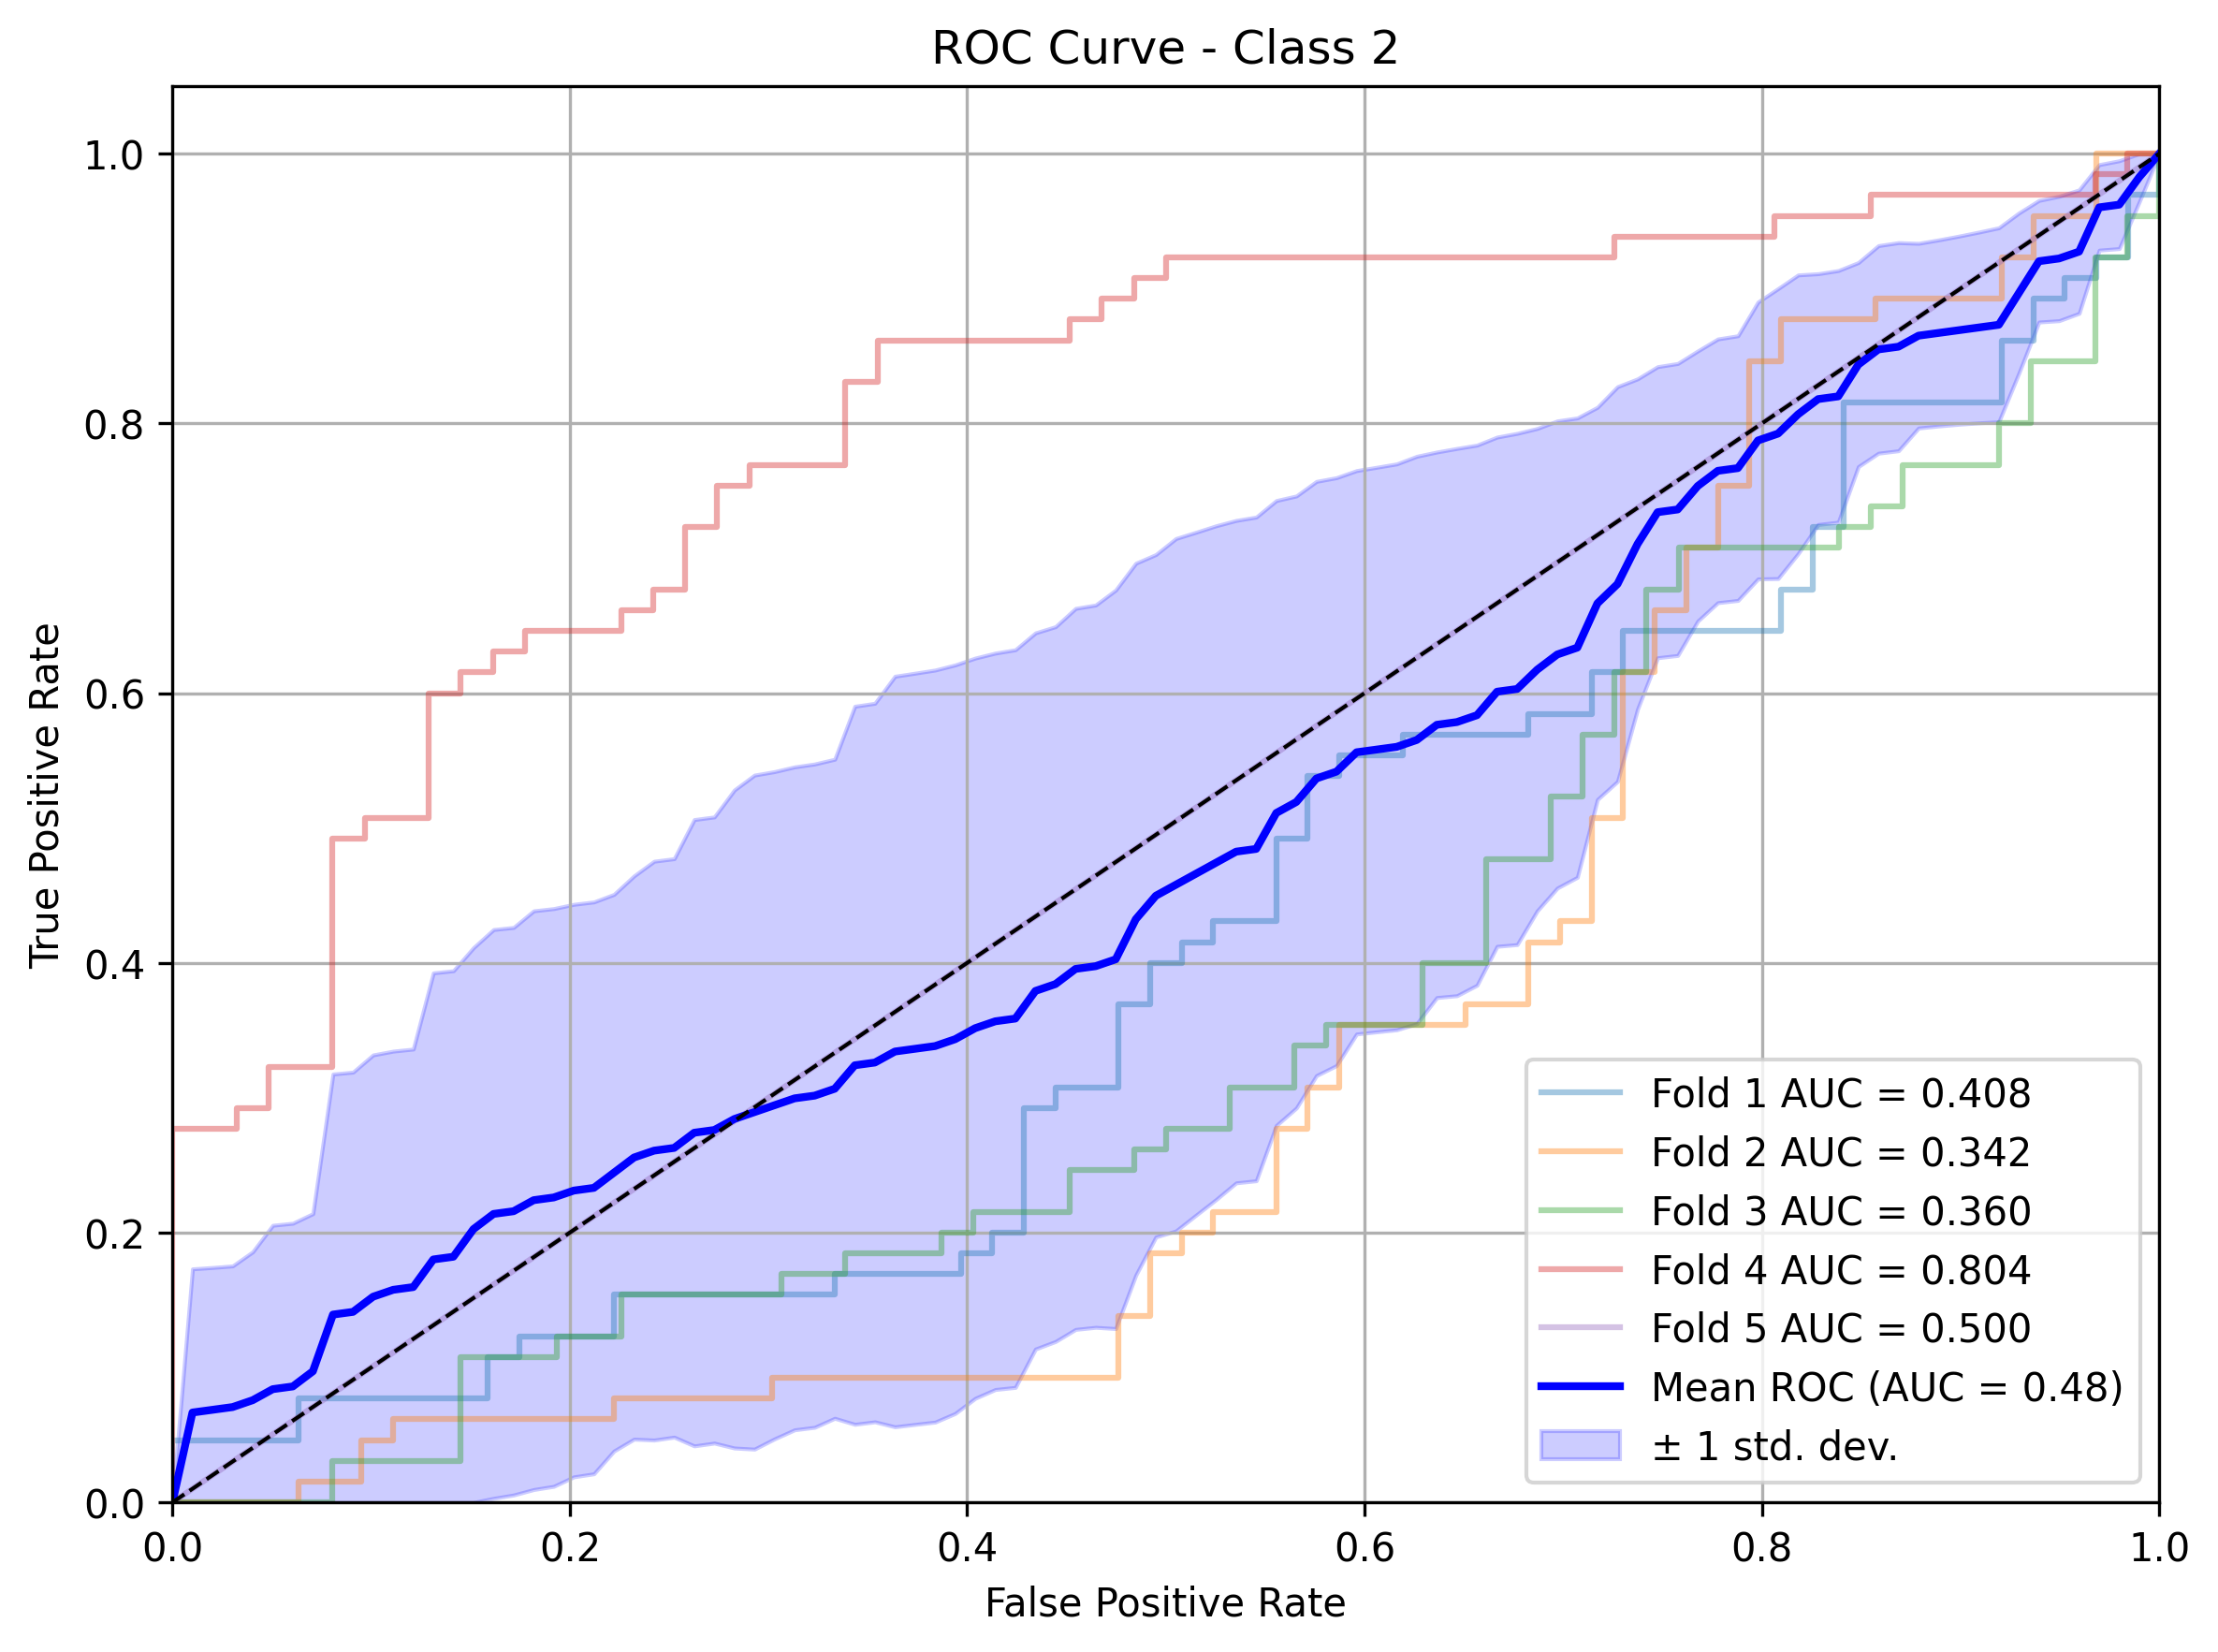 ROC Curve - Class 2
True Positive Rate
1.0
0.8
0.6
0.4
0.2
0.0
0.0 0.2 0.4 0.6 0.8 1.0
False Positive Rate
Fold 1 AUC = 0.408
Fold 2 AUC = 0.342
Fold 3 AUC = 0.360
Fold 4 AUC = 0.804
Fold 5 AUC = 0.500
Mean ROC (AUC = 0.48)
± 1 std. dev.